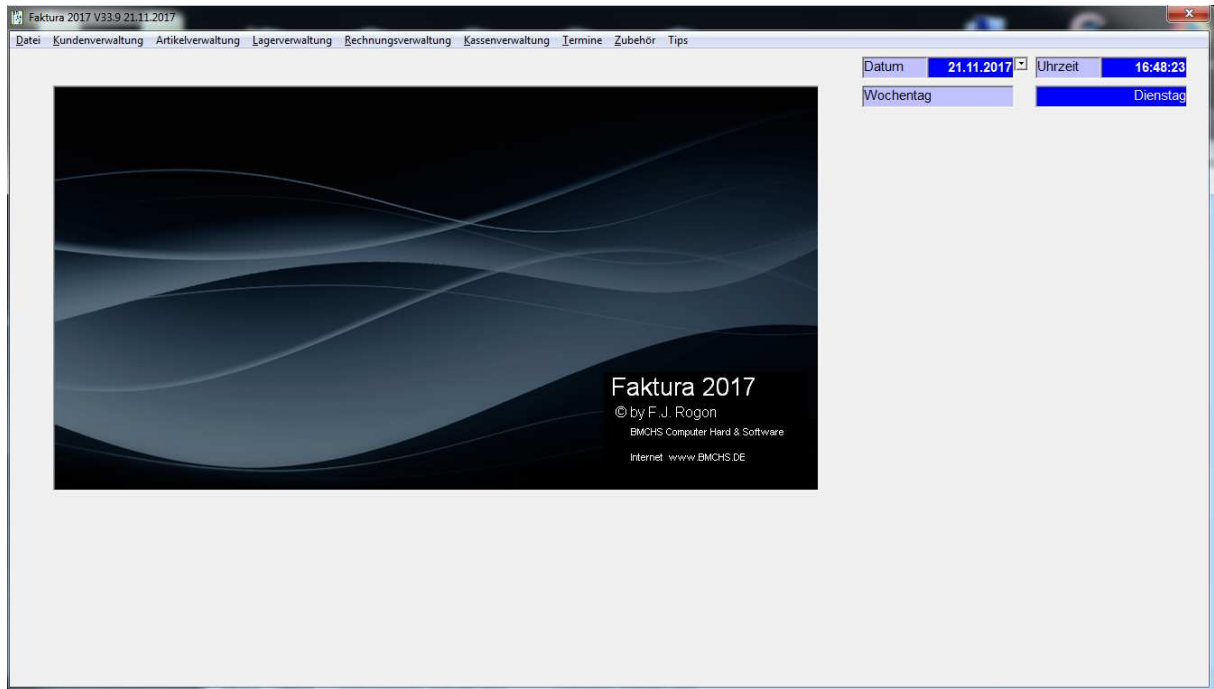 Faktura 2017 V33.9 21.11.2017
Datei Kundenverwaltung Artikelverwaltung Lagerverwaltung Rechnungsverwaltung Kassenverwaltung Termine Zubehör Tips
Datum 21.11.2017 Uhrzeit 16:48:23
Wochentag Dienstag
Faktura 2017
© by F.J. Rogon
BMCHS Computer Hard & Software
Internet www.BMCHS.DE